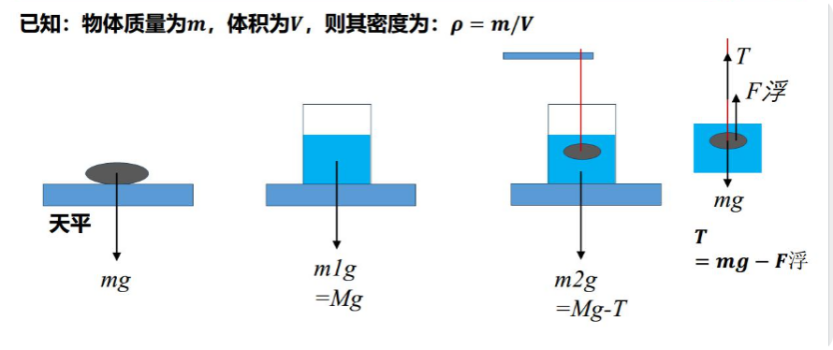 已知：物体质量为m，体积为V，则其密度为：ρ = m/V
天平
mg
m1g
=Mg
m2g
=Mg-T
T
F浮
mg
T
= mg − F浮